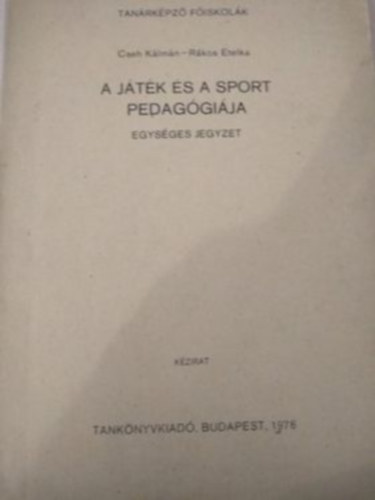 TANÁRKÉPZŐ FŐISKOLÁK
Cseh Kálmán—Rákos Etelka
A JÁTÉK ÉS A SPORT
PEDAGÓGIÁJA
EGYSÉGES JEGYZET
KÉZIRAT
TANKÖNYVKIADÓ, BUDAPEST, 1978